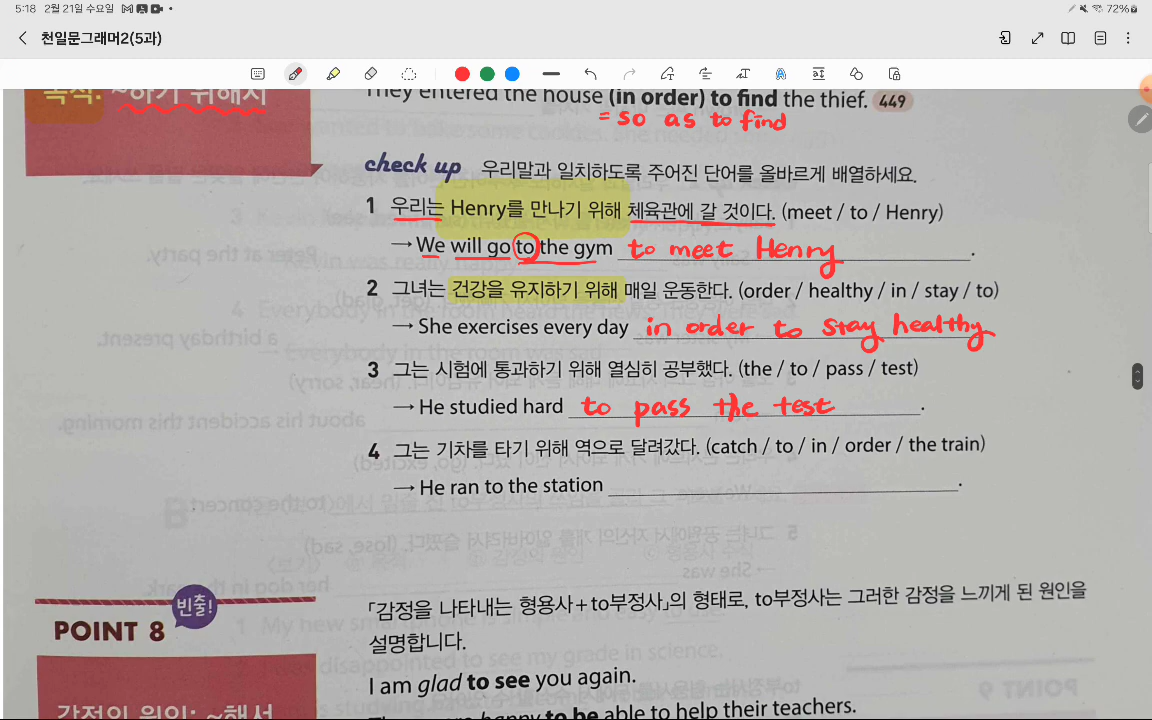 5:18 2월 21일 수요일 72%
천일문그래머2(5과)
목적: ~하기 위해서
They entered the house (in order) to find the thief. 449
= so as to find
check up 우리말과 일치하도록 주어진 단어를 올바르게 배열하세요.
1 우리는 Henry를 만나기 위해 체육관에 갈 것이다. (meet / to / Henry)
→ We will go to the gym to meet Henry.
2 그녀는 건강을 유지하기 위해 매일 운동한다. (order / healthy / in / stay / to)
→ She exercises every day in order to stay healthy
3 그는 시험에 통과하기 위해 열심히 공부했다. (the / to / pass / test)
→ He studied hard to pass the test.
4 그는 기차를 타기 위해 역으로 달려갔다. (catch / to / in / order / the train)
→ He ran to the station .
빈출!
POINT 8
「감정을 나타내는 형용사+to부정사」의 형태로, to부정사는 그러한 감정을 느끼게 된 원인을
설명합니다.
I am glad to see you again.
감정의 원인: ~해서
happy to be able to help their teachers.